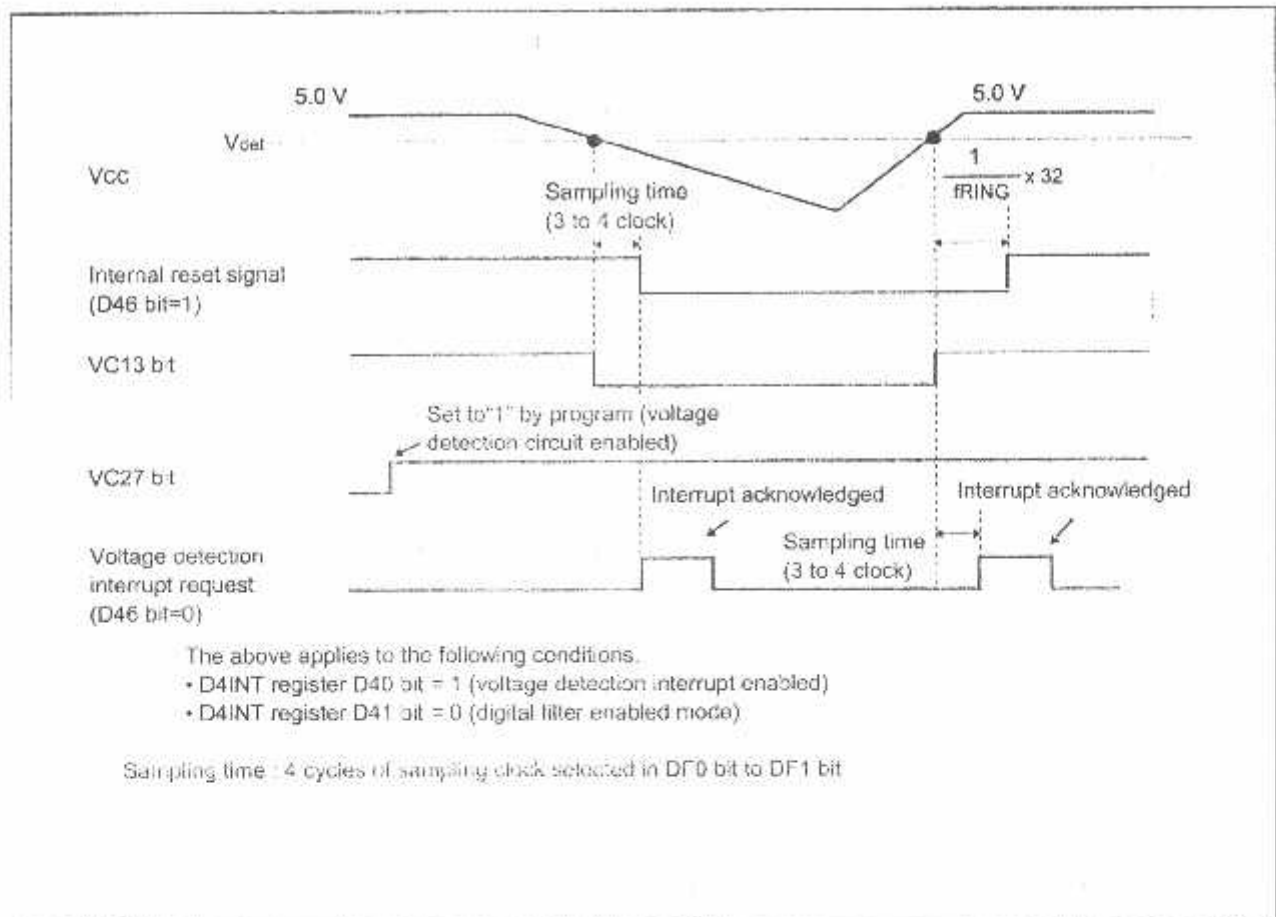 5.0 V
5.0 V
Vdet
VCC
1
fRING
x 32
Sampling time
(3 to 4 clock)
Internal reset signal
(D46 bit=1)
VC13 bit
Set to "1" by program (voltage
detection circuit enabled)
VC27 bit
Interrupt acknowledged
Interrupt acknowledged
Voltage detection
interrupt request
(D46 bit=0)
Sampling time
(3 to 4 clock)
The above applies to the following conditions.
• D4INT register D40 bit = 1 (voltage detection interrupt enabled)
• D4INT register D41 bit = 0 (digital filter enabled mode)
Sampling time : 4 cycles of sampling clock selected in DF0 bit to DF1 bit